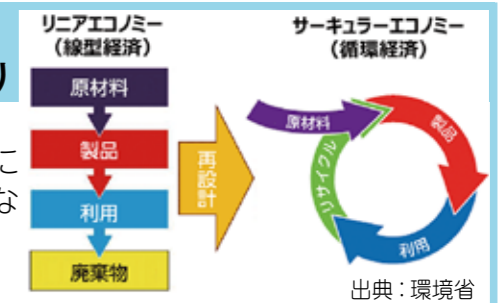 リニアエコノミー
（線型経済）
原材料
製品
利用
廃棄物
再設計
サーキュラーエコノミー
（循環経済）
原材料
製品
利用
リサイクル
出典：環境省
り
に
な